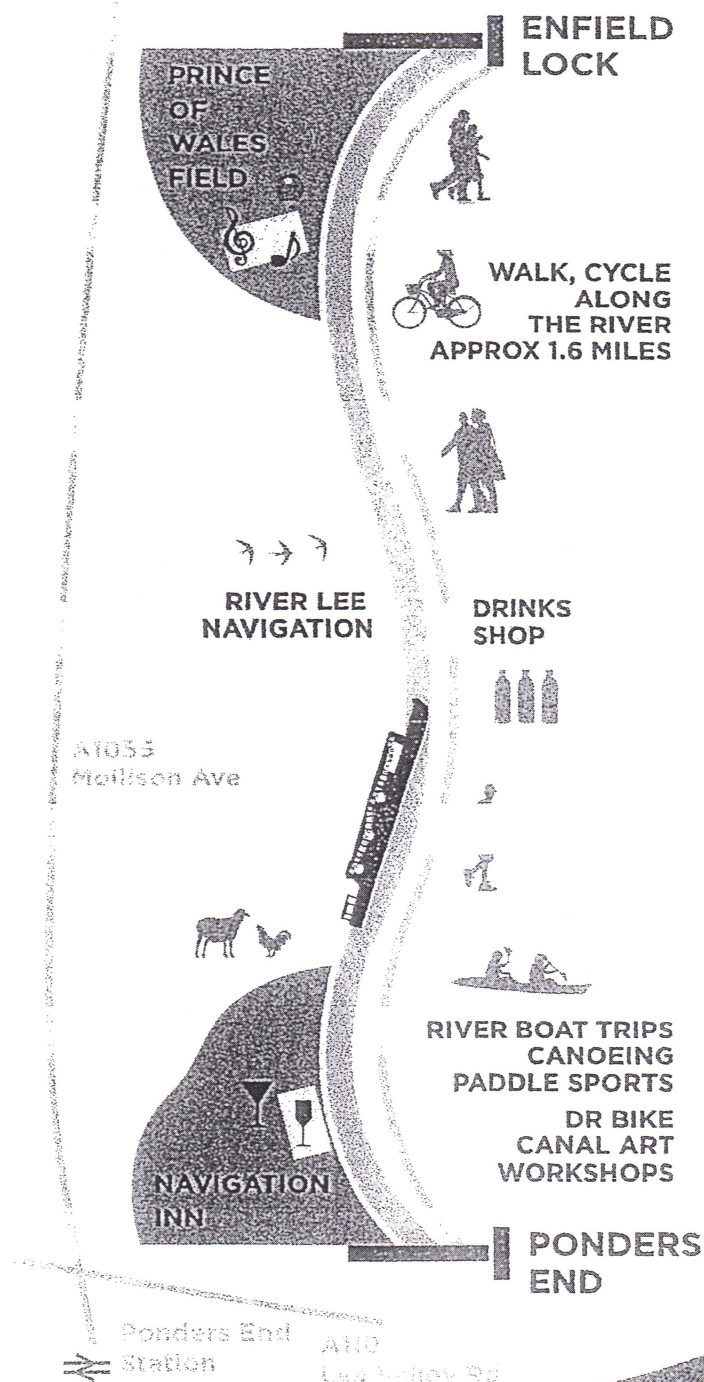 ENFIELD
LOCK
PRINCE
OF
WALES
FIELD
WALK, CYCLE
ALONG
THE RIVER
APPROX 1.6 MILES
RIVER LEE
NAVIGATION
DRINKS
SHOP
Mollison Ave
RIVER BOAT TRIPS
CANOEING
PADDLE SPORTS
DR BIKE
CANAL ART
WORKSHOPS
NAVIGATION
INN
PONDERS
END
Ponders End
Station
A110
Rd